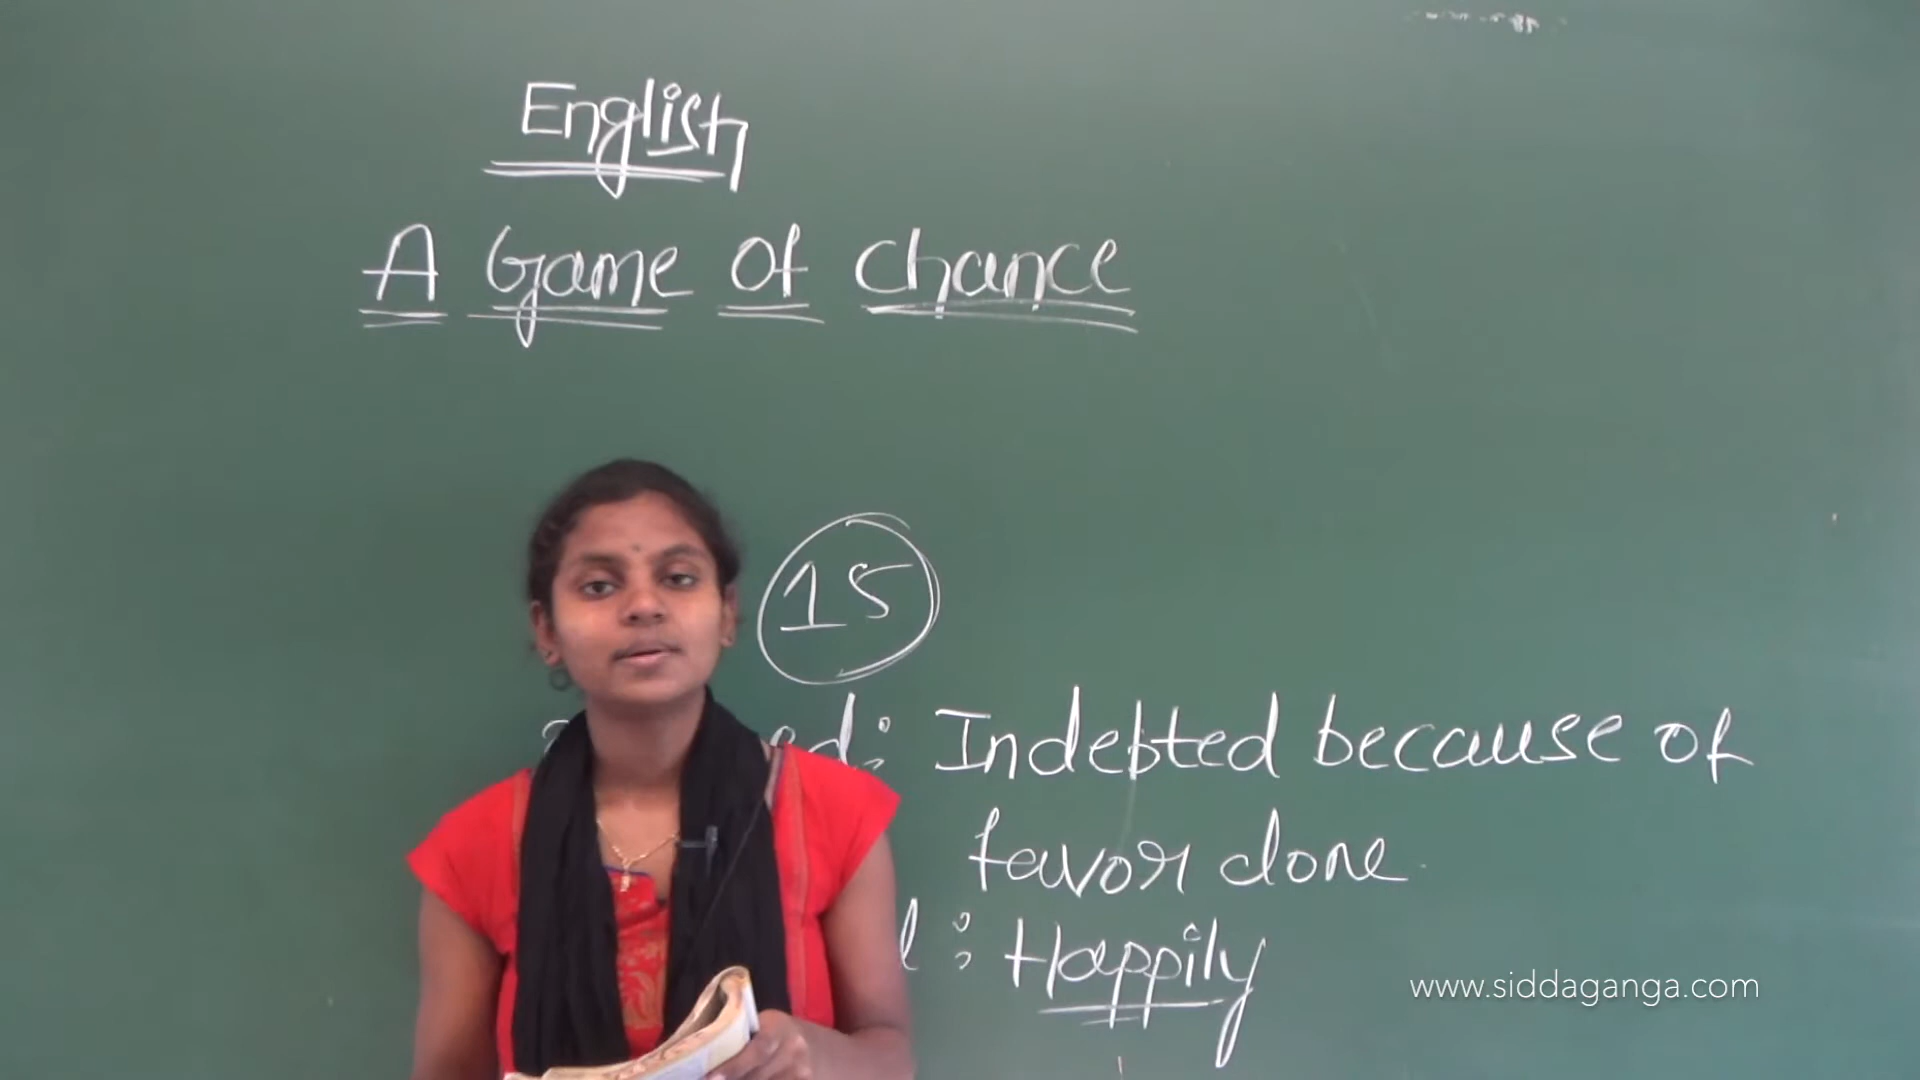 English
A Game of chance
15
Indebted because of
favor done
: Happily
www.siddaganga.com